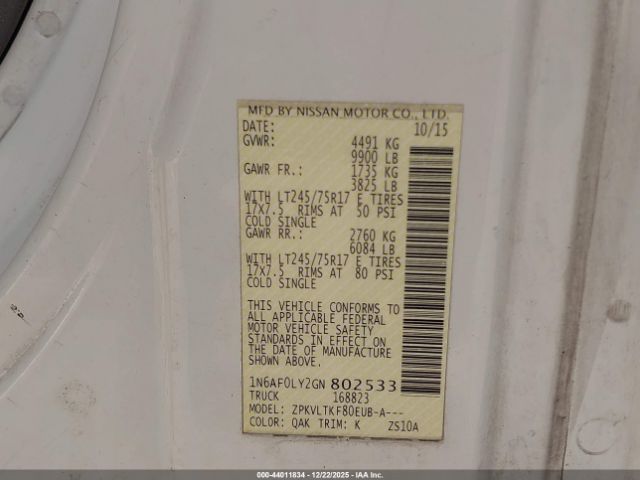 MFD BY NISSAN MOTOR CO., LTD.
DATE: 10/15
GVWR: 4491 KG
9900 LB
GAWR FR.: 1735 KG
3825 LB
WITH LT245/75R17 E TIRES
17X7.5 RIMS AT 50 PSI
COLD SINGLE
GAWR RR.: 2760 KG
6084 LB
WITH LT245/75R17 E TIRES
17X7.5 RIMS AT 80 PSI
COLD SINGLE
THIS VEHICLE CONFORMS TO
ALL APPLICABLE FEDERAL
MOTOR VEHICLE SAFETY
STANDARDS IN EFFECT ON
THE DATE OF MANUFACTURE
SHOWN ABOVE.
1N6AF0LY2GN 802533
TRUCK 168823
MODEL: ZPKVLTKF80EUB-A---
COLOR: QAK TRIM: K ZS10A
000-44011834 - 12/22/2025 - IAA Inc.